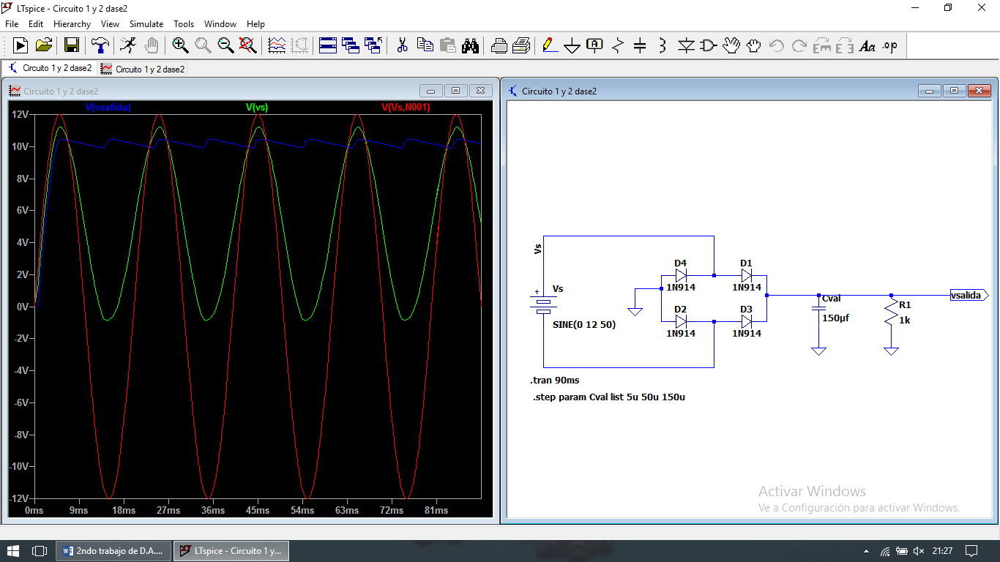 LTspice - Circuito 1 y 2 dase2
File Edit Hierarchy View Simulate Tools Window Help
Circuito 1 y 2 dase2 Circuito 1 y 2 dase2
Circuito 1 y 2 dase2
V(vsalida) V(vs) V(Vs,N001)
12V
10V
8V
6V
4V
2V
0V
-2V
-4V
-6V
-8V
-10V
-12V
0ms 9ms 18ms 27ms 36ms 45ms 54ms 63ms 72ms 81ms
Circuito 1 y 2 dase2
Vs
+
Vs
SINE(0 12 50)
D4
1N914
D1
1N914
D2
1N914
D3
1N914
Cval
150µf
R1
1k
vsalida
.tran 90ms
.step param Cval list 5u 50u 150u
Activar Windows
Ve a Configuración para activar Windows.
2ndo trabajo de D.A.... LTspice - Circuito 1 y... 21:27